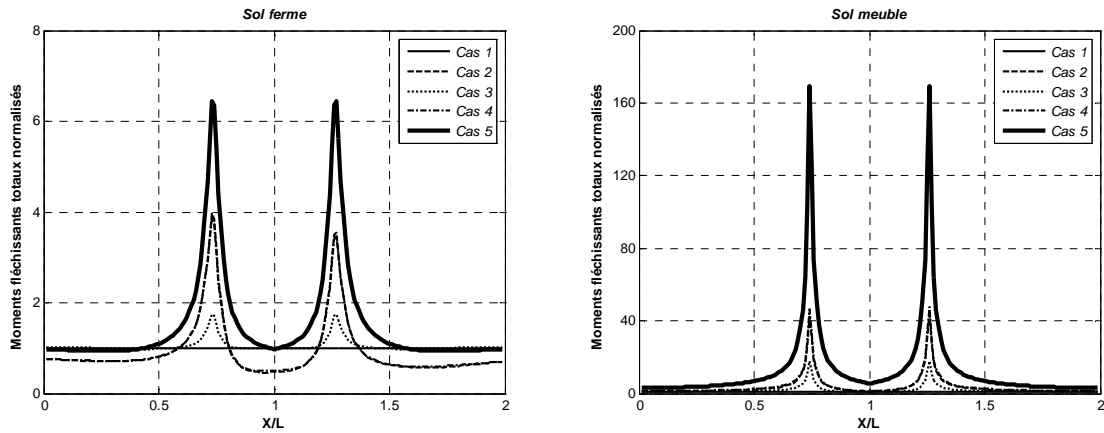 Sol ferme
Moments fléchissants totaux normalisés
8
6
4
2
0
0
0.5
1
1.5
2
X/L
Cas 1
Cas 2
Cas 3
Cas 4
Cas 5
Sol meuble
Moments fléchissants totaux normalisés
200
160
120
80
40
0
0
0.5
1
1.5
2
X/L
Cas 1
Cas 2
Cas 3
Cas 4
Cas 5